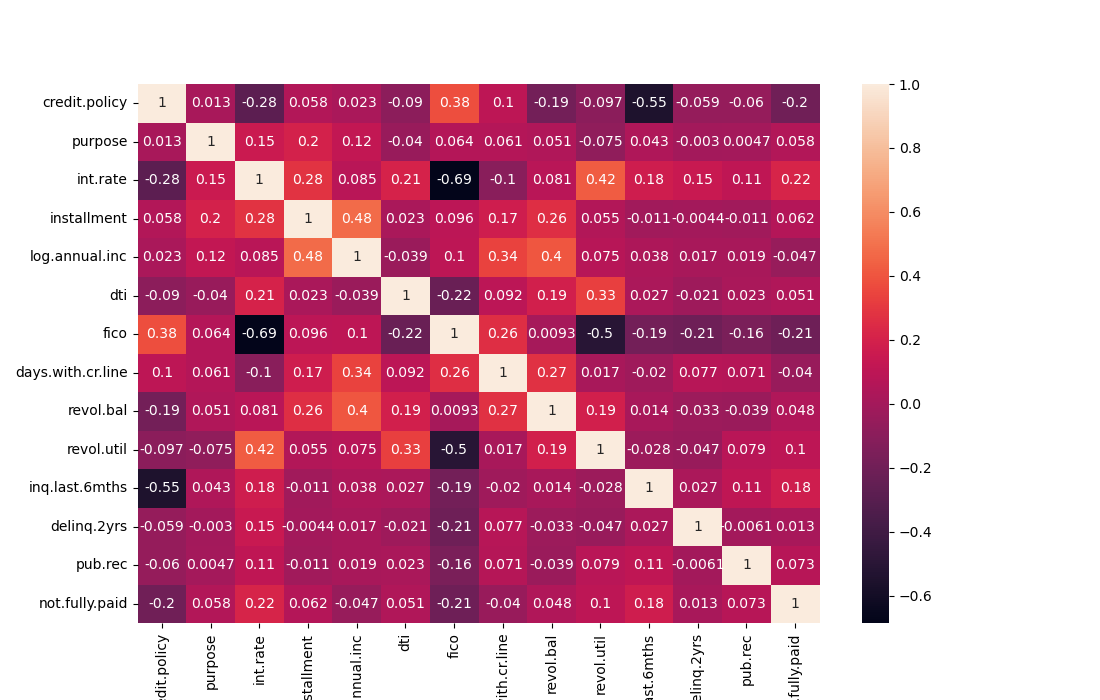 credit.policy 1 0.013 -0.28 0.058 0.023 -0.09 0.38 0.1 -0.19 -0.097 -0.55 -0.059 -0.06 -0.2 1.0
purpose 0.013 1 0.15 0.2 0.12 -0.04 0.064 0.061 0.051 -0.075 0.043 -0.003 0.0047 0.058 0.8
int.rate -0.28 0.15 1 0.28 0.085 0.21 -0.69 -0.1 0.081 0.42 0.18 0.15 0.11 0.22
installment 0.058 0.2 0.28 1 0.48 0.023 0.096 0.17 0.26 0.055 -0.011 -0.0044 -0.011 0.062 0.6
log.annual.inc 0.023 0.12 0.085 0.48 1 -0.039 0.1 0.34 0.4 0.075 0.038 0.017 0.019 -0.047 0.4
dti -0.09 -0.04 0.21 0.023 -0.039 1 -0.22 0.092 0.19 0.33 0.027 -0.021 0.023 0.051
fico 0.38 0.064 -0.69 0.096 0.1 -0.22 1 0.26 0.0093 -0.5 -0.19 -0.21 -0.16 -0.21 0.2
days.with.cr.line 0.1 0.061 -0.1 0.17 0.34 0.092 0.26 1 0.27 0.017 -0.02 0.077 0.071 -0.04
revol.bal -0.19 0.051 0.081 0.26 0.4 0.19 0.0093 0.27 1 0.19 0.014 -0.033 -0.039 0.048 0.0
revol.util -0.097 -0.075 0.42 0.055 0.075 0.33 -0.5 0.017 0.19 1 -0.028 -0.047 0.079 0.1 −0.2
inq.last.6mths -0.55 0.043 0.18 -0.011 0.038 0.027 -0.19 -0.02 0.014 -0.028 1 0.027 0.11 0.18
delinq.2yrs -0.059 -0.003 0.15 -0.0044 0.017 -0.021 -0.21 0.077 -0.033 -0.047 0.027 1 -0.0061 0.013 −0.4
pub.rec -0.06 0.0047 0.11 -0.011 0.019 0.023 -0.16 0.071 -0.039 0.079 0.11 -0.0061 1 0.073
not.fully.paid -0.2 0.058 0.22 0.062 -0.047 0.051 -0.21 -0.04 0.048 0.1 0.18 0.013 0.073 1 −0.6
edit.policy purpose int.rate stallment nnual.inc dti fico ith.cr.line revol.bal revol.util ast.6mths elinq.2yrs pub.rec .fully.paid